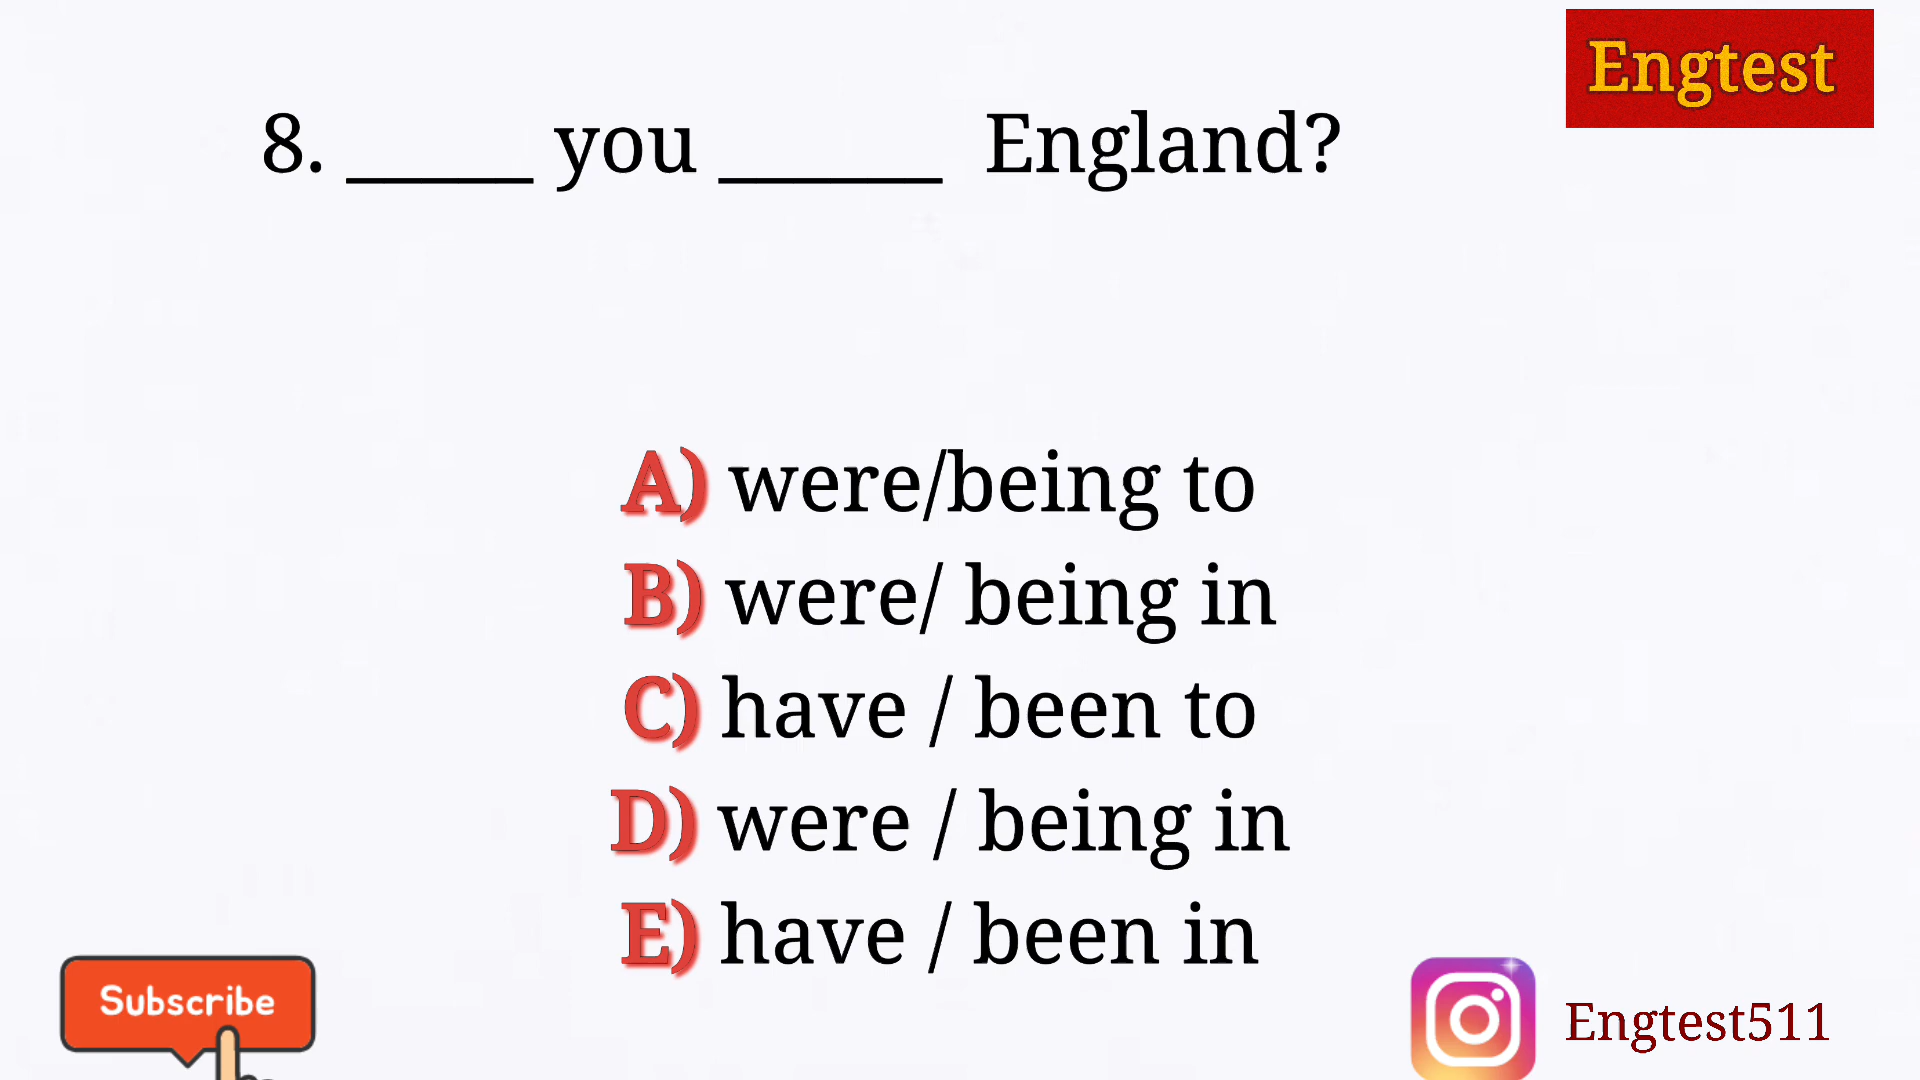 Engtest
8. _____ you ______ England?
A) were/being to
B) were/ being in
C) have / been to
D) were / being in
E) have / been in
Subscribe
Engtest511